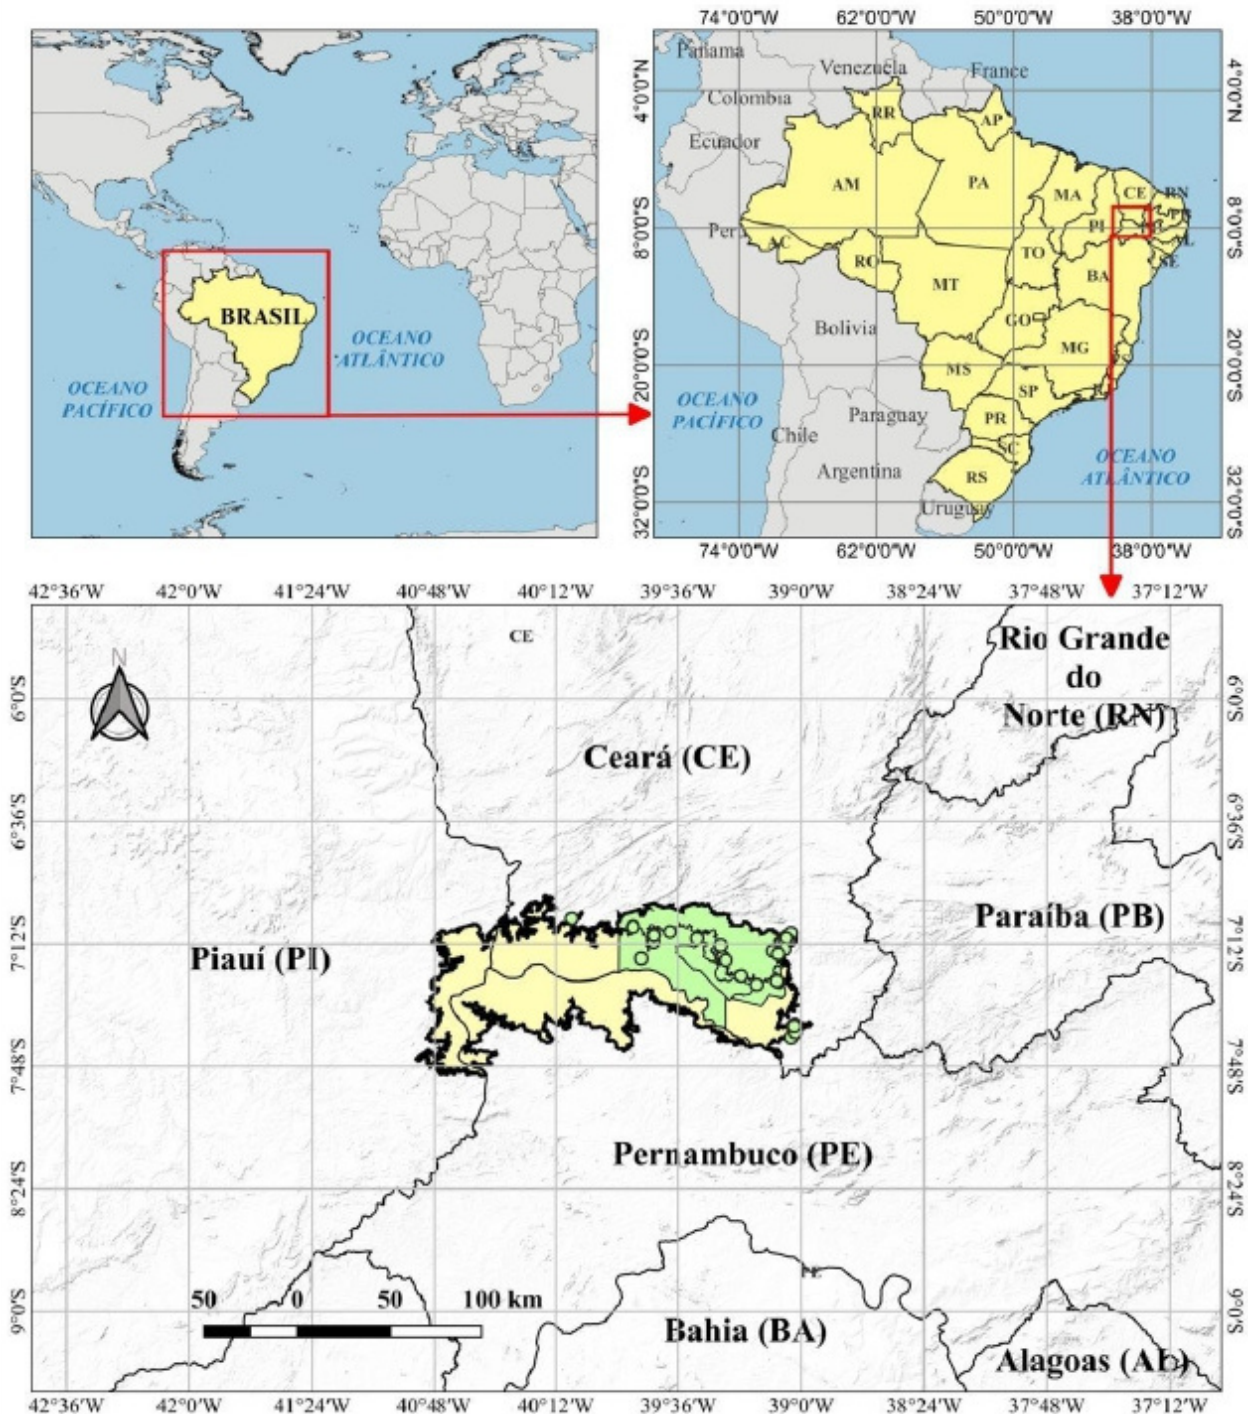 BRASIL
OCEANO
ATLÂNTICO
OCEANO
PACÍFICO
74°0'0"W 62°0'0"W 50°0'0"W 38°0'0"W
4°0'0"N
8°0'0"S
20°0'0"S
32°0'0"S
4°0'0"N
8°0'0"S
20°0'0"S
32°0'0"S
Panama
Venezuela
France
Colombia
Ecuador
RR
AP
AM
PA
MA
CE
RN
PI
AC
RO
TO
BA
SE
MT
Bolivia
GO
MG
MS
SP
OCEANO
PACÍFICO
Paraguay
PR
Chile
SC
OCEANO
ATLÂNTICO
Argentina
RS
Uruguay
74°0'0"W 62°0'0"W 50°0'0"W 38°0'0"W
42°36'W 42°0'W 41°24'W 40°48'W 40°12'W 39°36'W 39°0'W 38°24'W 37°48'W 37°12'W
N
CE
Rio Grande
do
Norte (RN)
6°0'S
6°0'S
Ceará (CE)
6°36'S
6°36'S
Paraíba (PB)
7°12'S
7°12'S
Piauí (PI)
7°48'S
7°48'S
Pernambuco (PE)
8°24'S
8°24'S
PE
50 0 50 100 km
9°0'S
9°0'S
Bahia (BA)
Alagoas (AL)
42°36'W 42°0'W 41°24'W 40°48'W 40°12'W 39°36'W 39°0'W 38°24'W 37°48'W 37°12'W